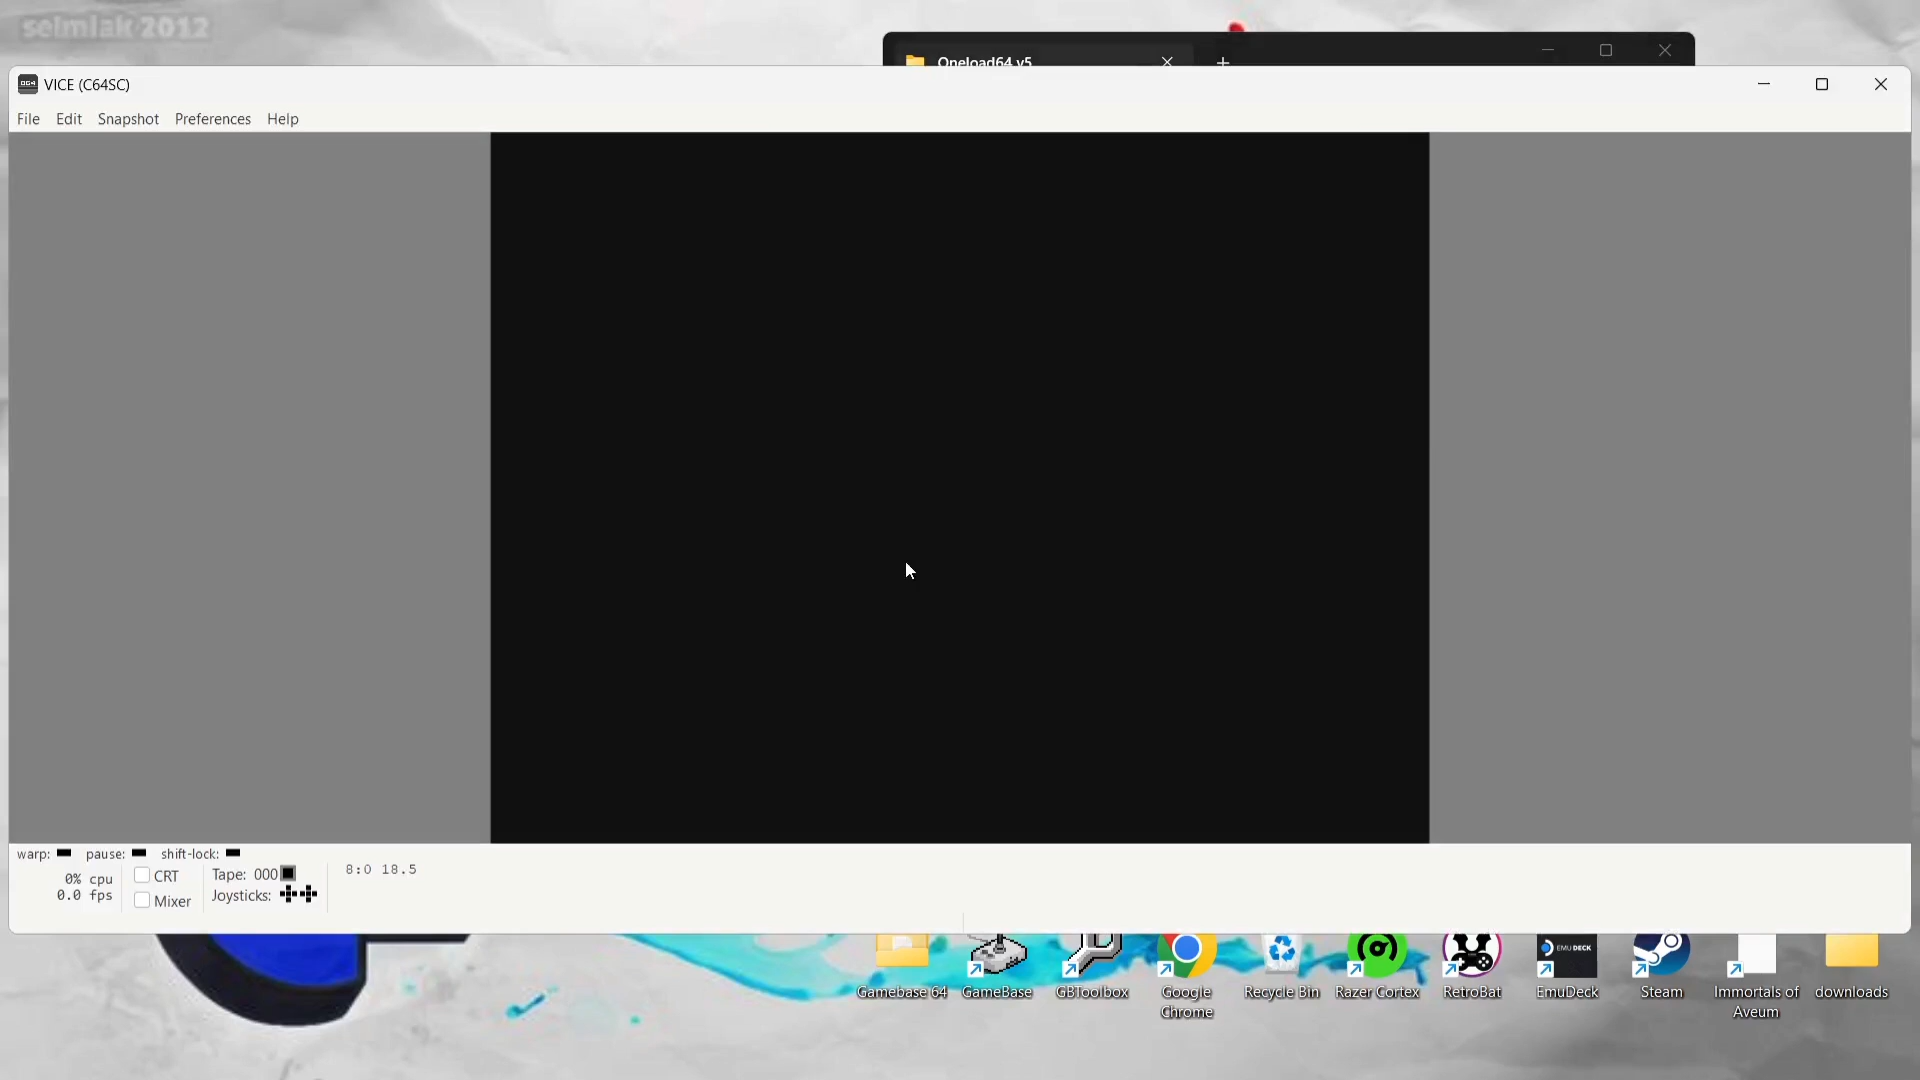 selmiak 2012
Oneload64 v5
VICE (C64SC)
File Edit Snapshot Preferences Help
warp: pause: shift-lock:
0% cpu
0.0 fps
CRT
Mixer
Tape: 000
Joysticks:
8:0 18.5
EMUDECK
Gamebase 64
GameBase
GBToolbox
Google Chrome
Recycle Bin
Razer Cortex
RetroBat
EmuDeck
Steam
Immortals of Aveum
downloads